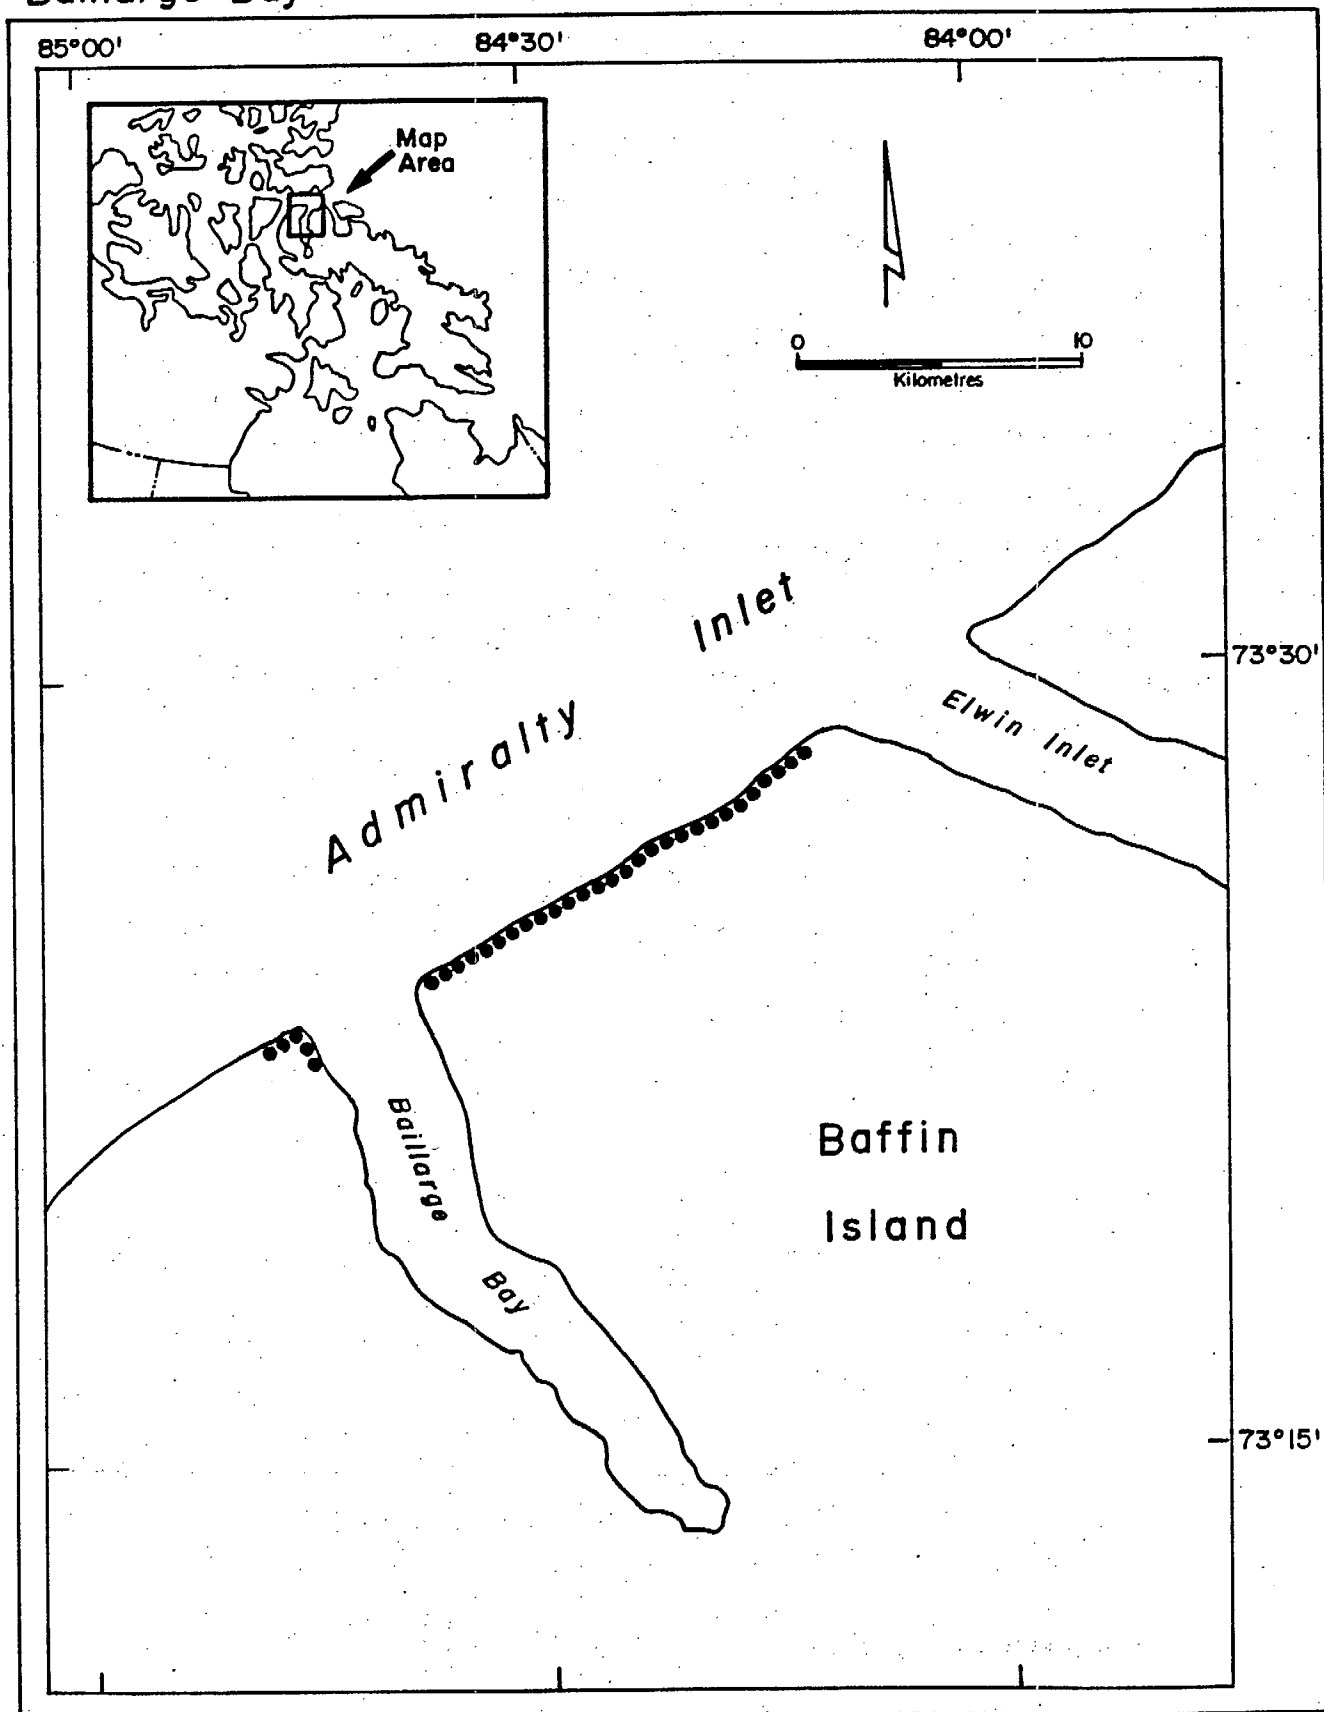 85°00'
84°30'
84°00'
Map
Area
0
10
Kilometres
Inlet
73°30'
Elwin Inlet
Admiralty
Baillarge
Baffin
Island
Bay
73°15'